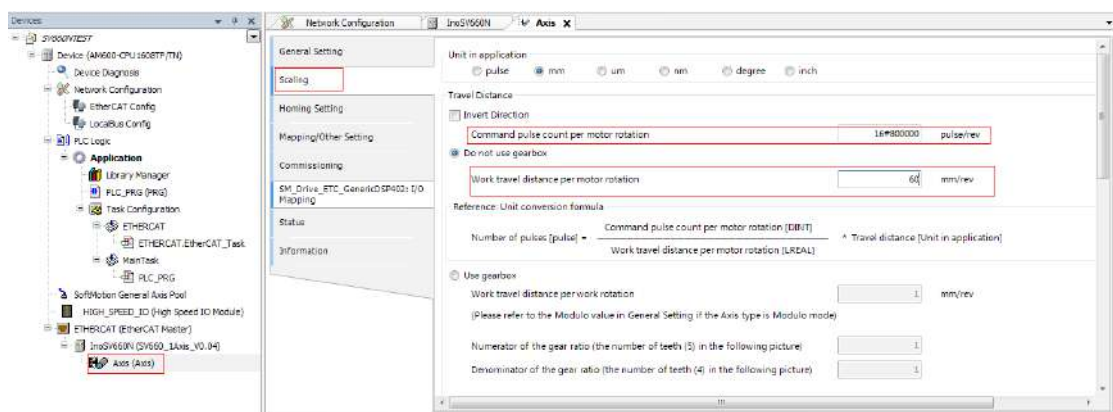 Devices
SV660NTEST
Device (AM600-CPU1608TP/TN)
Device Diagnosis
Network Configuration
EtherCAT Config
LocalBus Config
PLC Logic
Application
Library Manager
PLC_PRG (PRG)
Task Configuration
ETHERCAT
ETHERCAT.EtherCAT_Task
MainTask
PLC_PRG
SoftMotion General Axis Pool
HIGH_SPEED_IO (High Speed IO Module)
ETHERCAT (EtherCAT Master)
InoSV660N (SV660_1Axis_V0.04)
Axis (Axis)
Network Configuration
InoSV660N
Axis X
General Setting
Scaling
Homing Setting
Mapping/Other Setting
Commissioning
SM_Drive_ETC_GenericDSP402: I/O
Mapping
Status
Information
Unit in application
pulse mm um nm degree inch
Travel Distance
Invert Direction
Command pulse count per motor rotation 16#800000 pulse/rev
Do not use gearbox
Work travel distance per motor rotation 60 mm/rev
Reference: Unit conversion formula
Command pulse count per motor rotation [DINT]
Number of pulses [pulse] = * Travel distance [Unit in application]
Work travel distance per motor rotation [LREAL]
Use gearbox
Work travel distance per work rotation 1 mm/rev
(Please refer to the Modulo value in General Setting if the Axis type is Modulo mode)
Numerator of the gear ratio (the number of teeth (5) in the following picture) 1
Denominator of the gear ratio (the number of teeth (4) in the following picture) 1